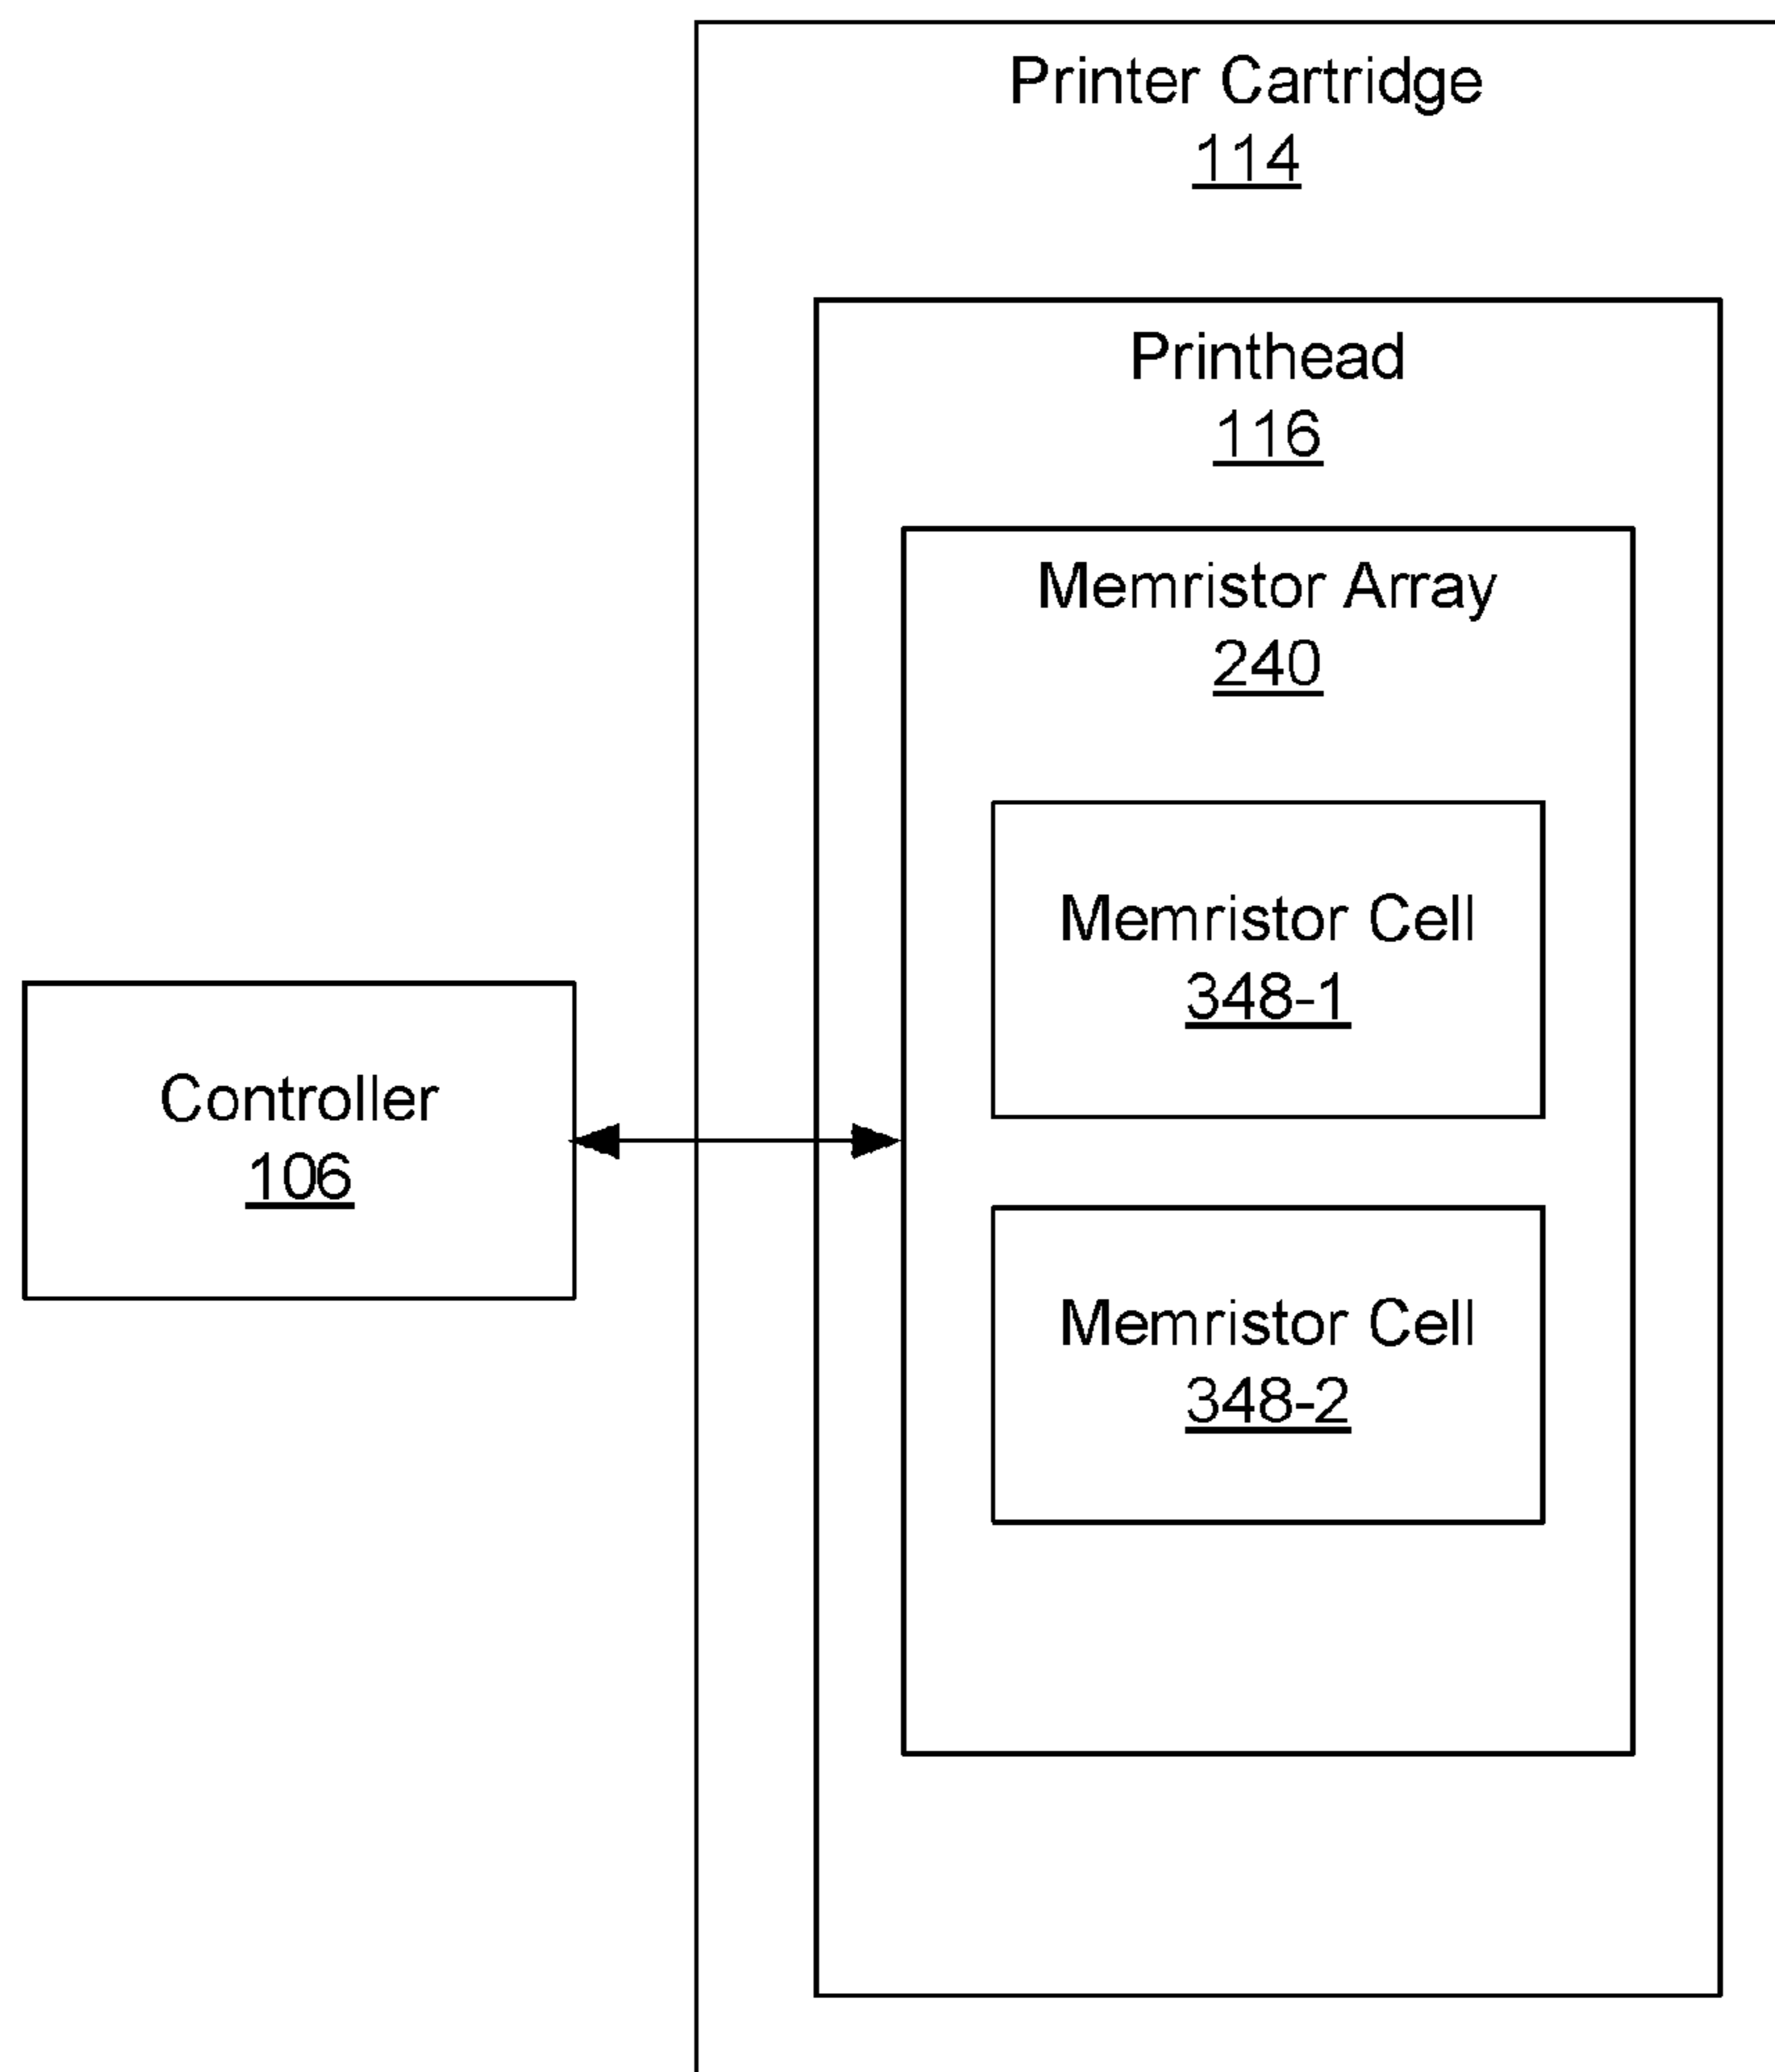 Printer Cartridge
114
Printhead
116
Memristor Array
240
Memristor Cell
348-1
Controller
106
Memristor Cell
348-2